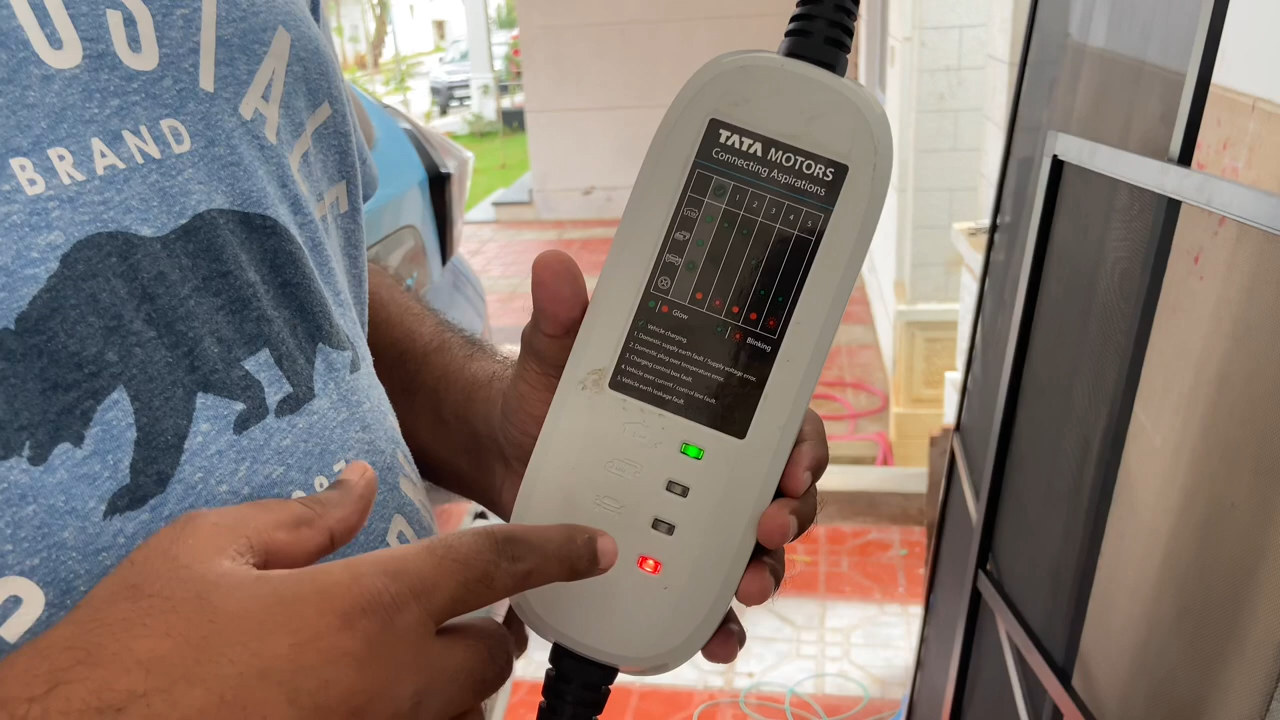 USTALE
BRAND
TATA MOTORS
Connecting Aspirations
1 2 3 4 5
Glow
Blinking
Vehicle charging.
1. Domestic supply earth fault / Supply voltage error.
2. Domestic plug over temperature error.
3. Charging control box fault.
4. Vehicle over current / control line fault.
5. Vehicle earth leakage fault.